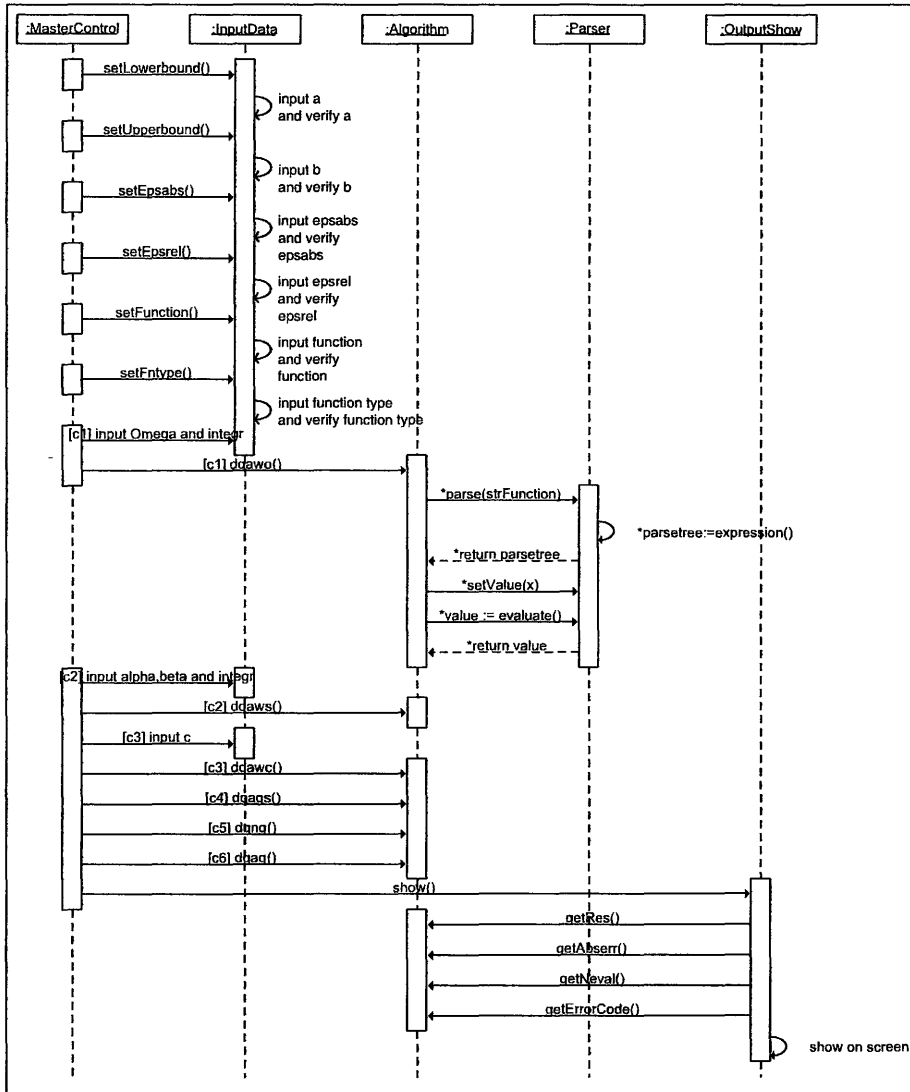 :MasterControl :InputData :Algorithm :Parser :OutputShow
setLowerbound()
input a
and verify a
setUpperbound()
input b
and verify b
setEpsabs()
input epsabs
and verify
epsabs
setEpsrel()
input epsrel
and verify
epsrel
setFunction()
input function
and verify
function
setFntype()
input function type
and verify function type
[c1] input Omega and integr
[c1] dqawo()
*parse(strFunction)
*parsetree:=expression()
*return parsetree
*setValue(x)
*value := evaluate()
*return value
[c2] input alpha,beta and integr
[c2] dqaws()
[c3] input c
[c3] dqawc()
[c4] dqags()
[c5] dqng()
[c6] dqag()
show()
getRes()
getAbserr()
getNeval()
getErrorCode()
show on screen